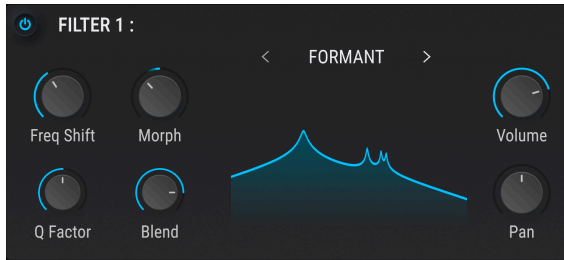 FILTER 1 :
< FORMANT >
Freq Shift Morph Volume
Q Factor Blend Pan